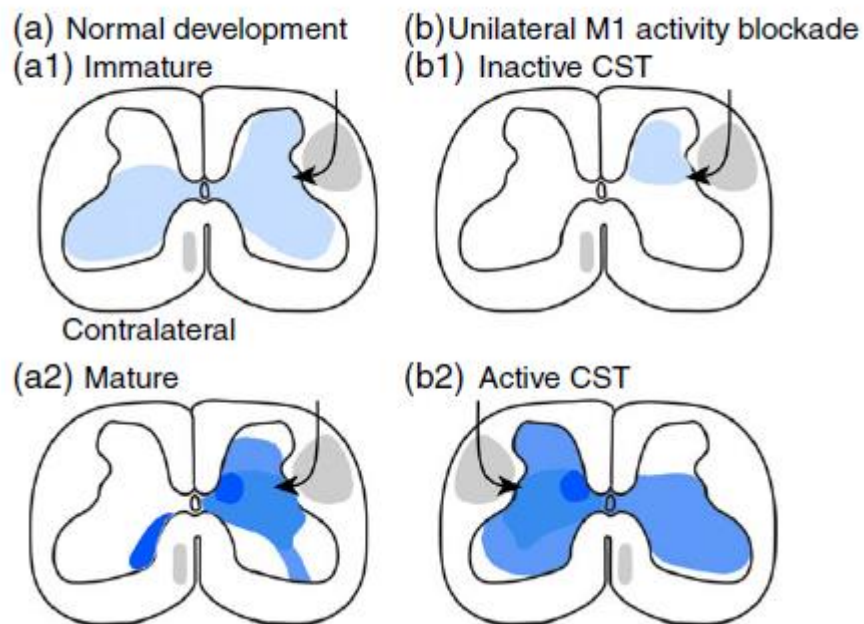 (a) Normal development
(b) Unilateral M1 activity blockade
(a1) Immature
(b1) Inactive CST
Contralateral
(a2) Mature
(b2) Active CST